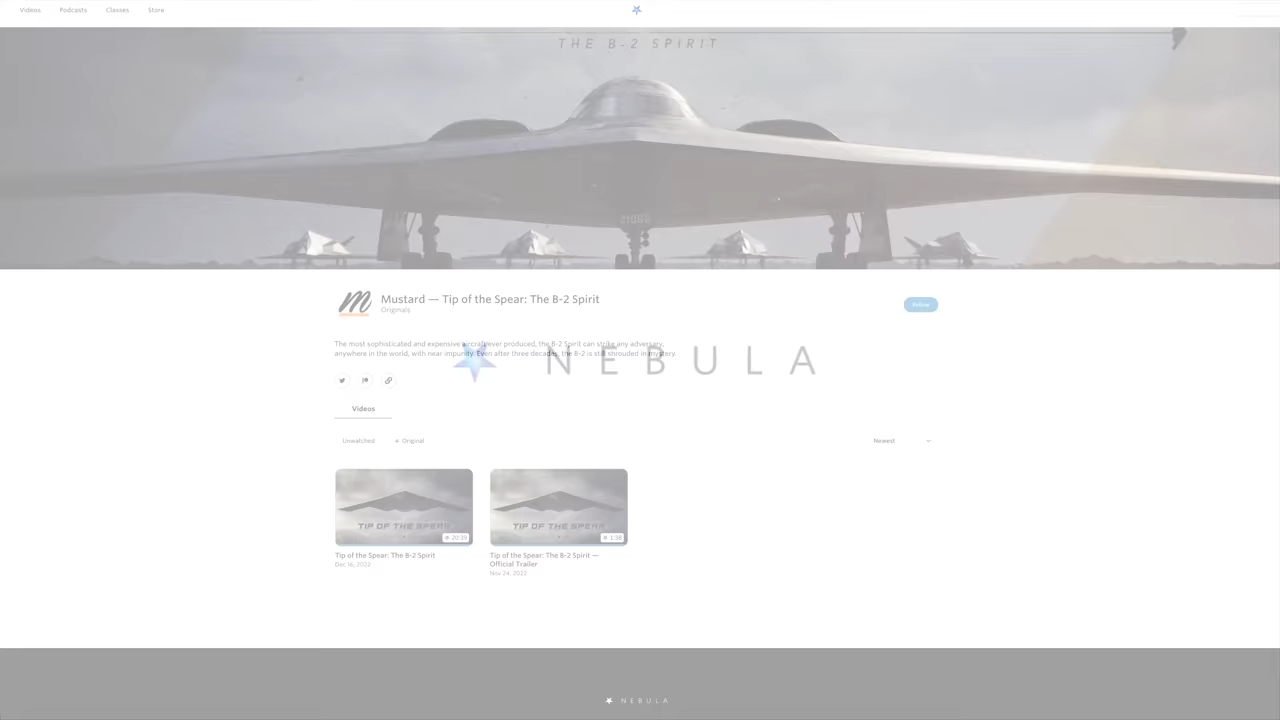 Videos Podcasts Classes Store
THE B-2 SPIRIT
Mustard — Tip of the Spear: The B-2 Spirit
Follow
Originals
The most sophisticated and expensive aircraft ever produced, the B-2 Spirit can strike any adversary,
anywhere in the world, with near impunity. Even after three decades, the B-2 is still shrouded in mystery.
NEBULA
Videos
Unwatched + Original Newest
TIP OF THE SPEAR
20:39
TIP OF THE SPEAR
1:38
Tip of the Spear: The B-2 Spirit
Dec 16, 2022
Tip of the Spear: The B-2 Spirit —
Official Trailer
Nov 24, 2022
NEBULA